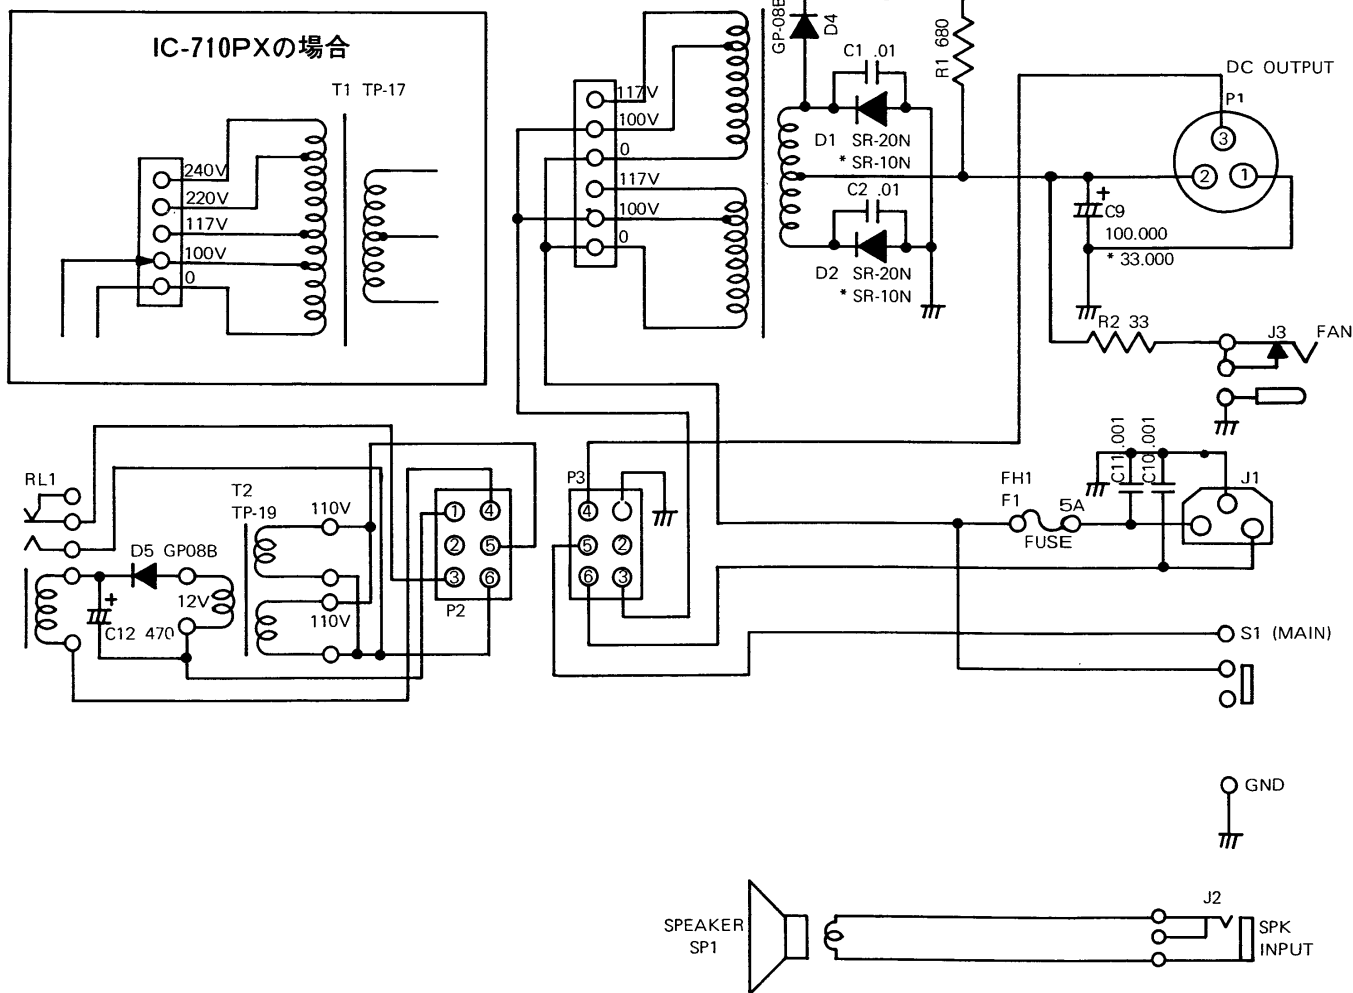 IC-710PXの場合
T1 TP-17
240V
220V
117V
100V
0
117V
100V
0
117V
100V
0
GP-08B
D4
C1 .01
D1 SR-20N
* SR-10N
C2 .01
D2 SR-20N
* SR-10N
R1 680
DC OUTPUT
P1
3
2
1
+
C9
100.000
* 33.000
R2 33
J3
FAN
RL1
D5 GP08B
+
C12 470
12V
T2
TP-19
110V
110V
1
4
2
5
3
6
P2
P3
4
5
2
6
3
FH1
F1
5A
FUSE
C11 .001
C10 .001
J1
S1 (MAIN)
GND
SPEAKER
SP1
J2
SPK
INPUT